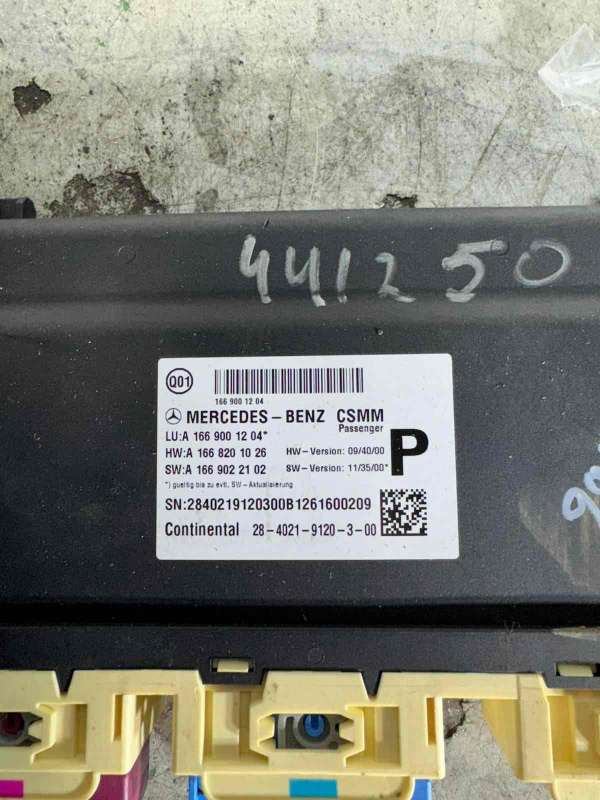 441250
Q01
166 900 12 04
MERCEDES-BENZ CSMM
Passenger
LU:A 166 900 12 04*
HW:A 166 820 10 26 HW-Version: 09/40/00
SW:A 166 902 21 02 SW-Version: 11/35/00*
P
*) gueltig bis zu evtl. SW-Aktualisierung
SN:2840219120300B1261600209
Continental 28-4021-9120-3-00